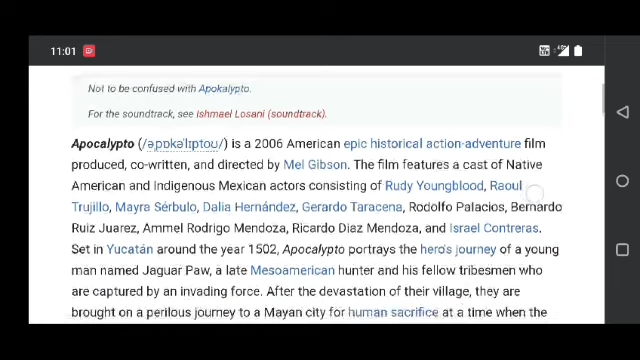 11:01
Not to be confused with Apokalypto.
For the soundtrack, see Ishmael Losani (soundtrack).
Apocalypto (/əˌpɒkəˈlɪptoʊ/) is a 2006 American epic historical action-adventure film
produced, co-written, and directed by Mel Gibson. The film features a cast of Native
American and Indigenous Mexican actors consisting of Rudy Youngblood, Raoul
Trujillo, Mayra Sérbulo, Dalia Hernández, Gerardo Taracena, Rodolfo Palacios, Bernardo
Ruiz Juarez, Ammel Rodrigo Mendoza, Ricardo Diaz Mendoza, and Israel Contreras.
Set in Yucatán around the year 1502, Apocalypto portrays the hero's journey of a young
man named Jaguar Paw, a late Mesoamerican hunter and his fellow tribesmen who
are captured by an invading force. After the devastation of their village, they are
brought on a perilous journey to a Mayan city for human sacrifice at a time when the